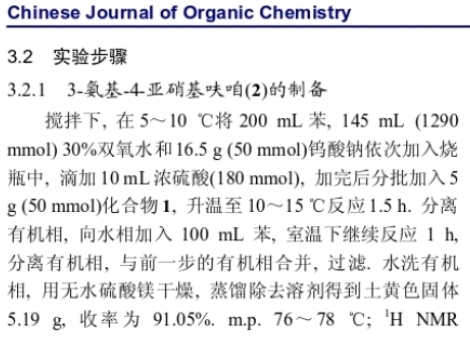 Chinese Journal of Organic Chemistry
3.2 实验步骤
3.2.1 3-氨基-4-亚硝基呋咱(2)的制备
搅拌下, 在 5～10 ℃将 200 mL 苯, 145 mL (1290
mmol) 30%双氧水和 16.5 g (50 mmol)钨酸钠依次加入烧
瓶中, 滴加 10 mL 浓硫酸(180 mmol), 加完后分批加入 5
g (50 mmol)化合物 1, 升温至 10～15 ℃反应 1.5 h. 分离
有机相, 向水相加入 100 mL 苯, 室温下继续反应 1 h,
分离有机相, 与前一步的有机相合并, 过滤. 水洗有机
相, 用无水硫酸镁干燥, 蒸馏除去溶剂得到土黄色固体
5.19 g, 收率为 91.05%. m.p. 76～78 ℃; ¹H NMR